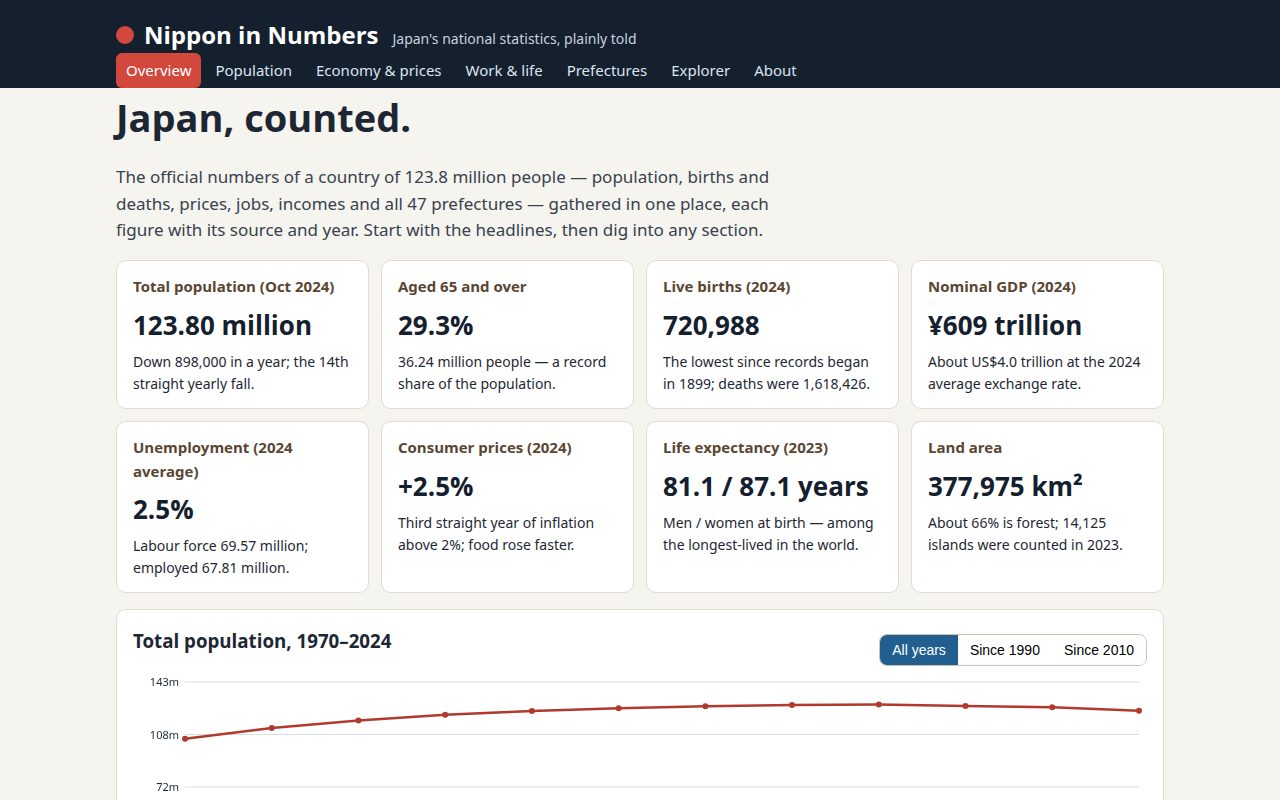 Nippon in Numbers Japan's national statistics, plainly told
Overview Population Economy & prices Work & life Prefectures Explorer About
Japan, counted.
The official numbers of a country of 123.8 million people — population, births and
deaths, prices, jobs, incomes and all 47 prefectures — gathered in one place, each
figure with its source and year. Start with the headlines, then dig into any section.
Total population (Oct 2024)
123.80 million
Down 898,000 in a year; the 14th
straight yearly fall.
Aged 65 and over
29.3%
36.24 million people — a record
share of the population.
Live births (2024)
720,988
The lowest since records began
in 1899; deaths were 1,618,426.
Nominal GDP (2024)
¥609 trillion
About US$4.0 trillion at the 2024
average exchange rate.
Unemployment (2024
average)
2.5%
Labour force 69.57 million;
employed 67.81 million.
Consumer prices (2024)
+2.5%
Third straight year of inflation
above 2%; food rose faster.
Life expectancy (2023)
81.1 / 87.1 years
Men / women at birth — among
the longest-lived in the world.
Land area
377,975 km²
About 66% is forest; 14,125
islands were counted in 2023.
Total population, 1970–2024
All years Since 1990 Since 2010
143m
108m
72m